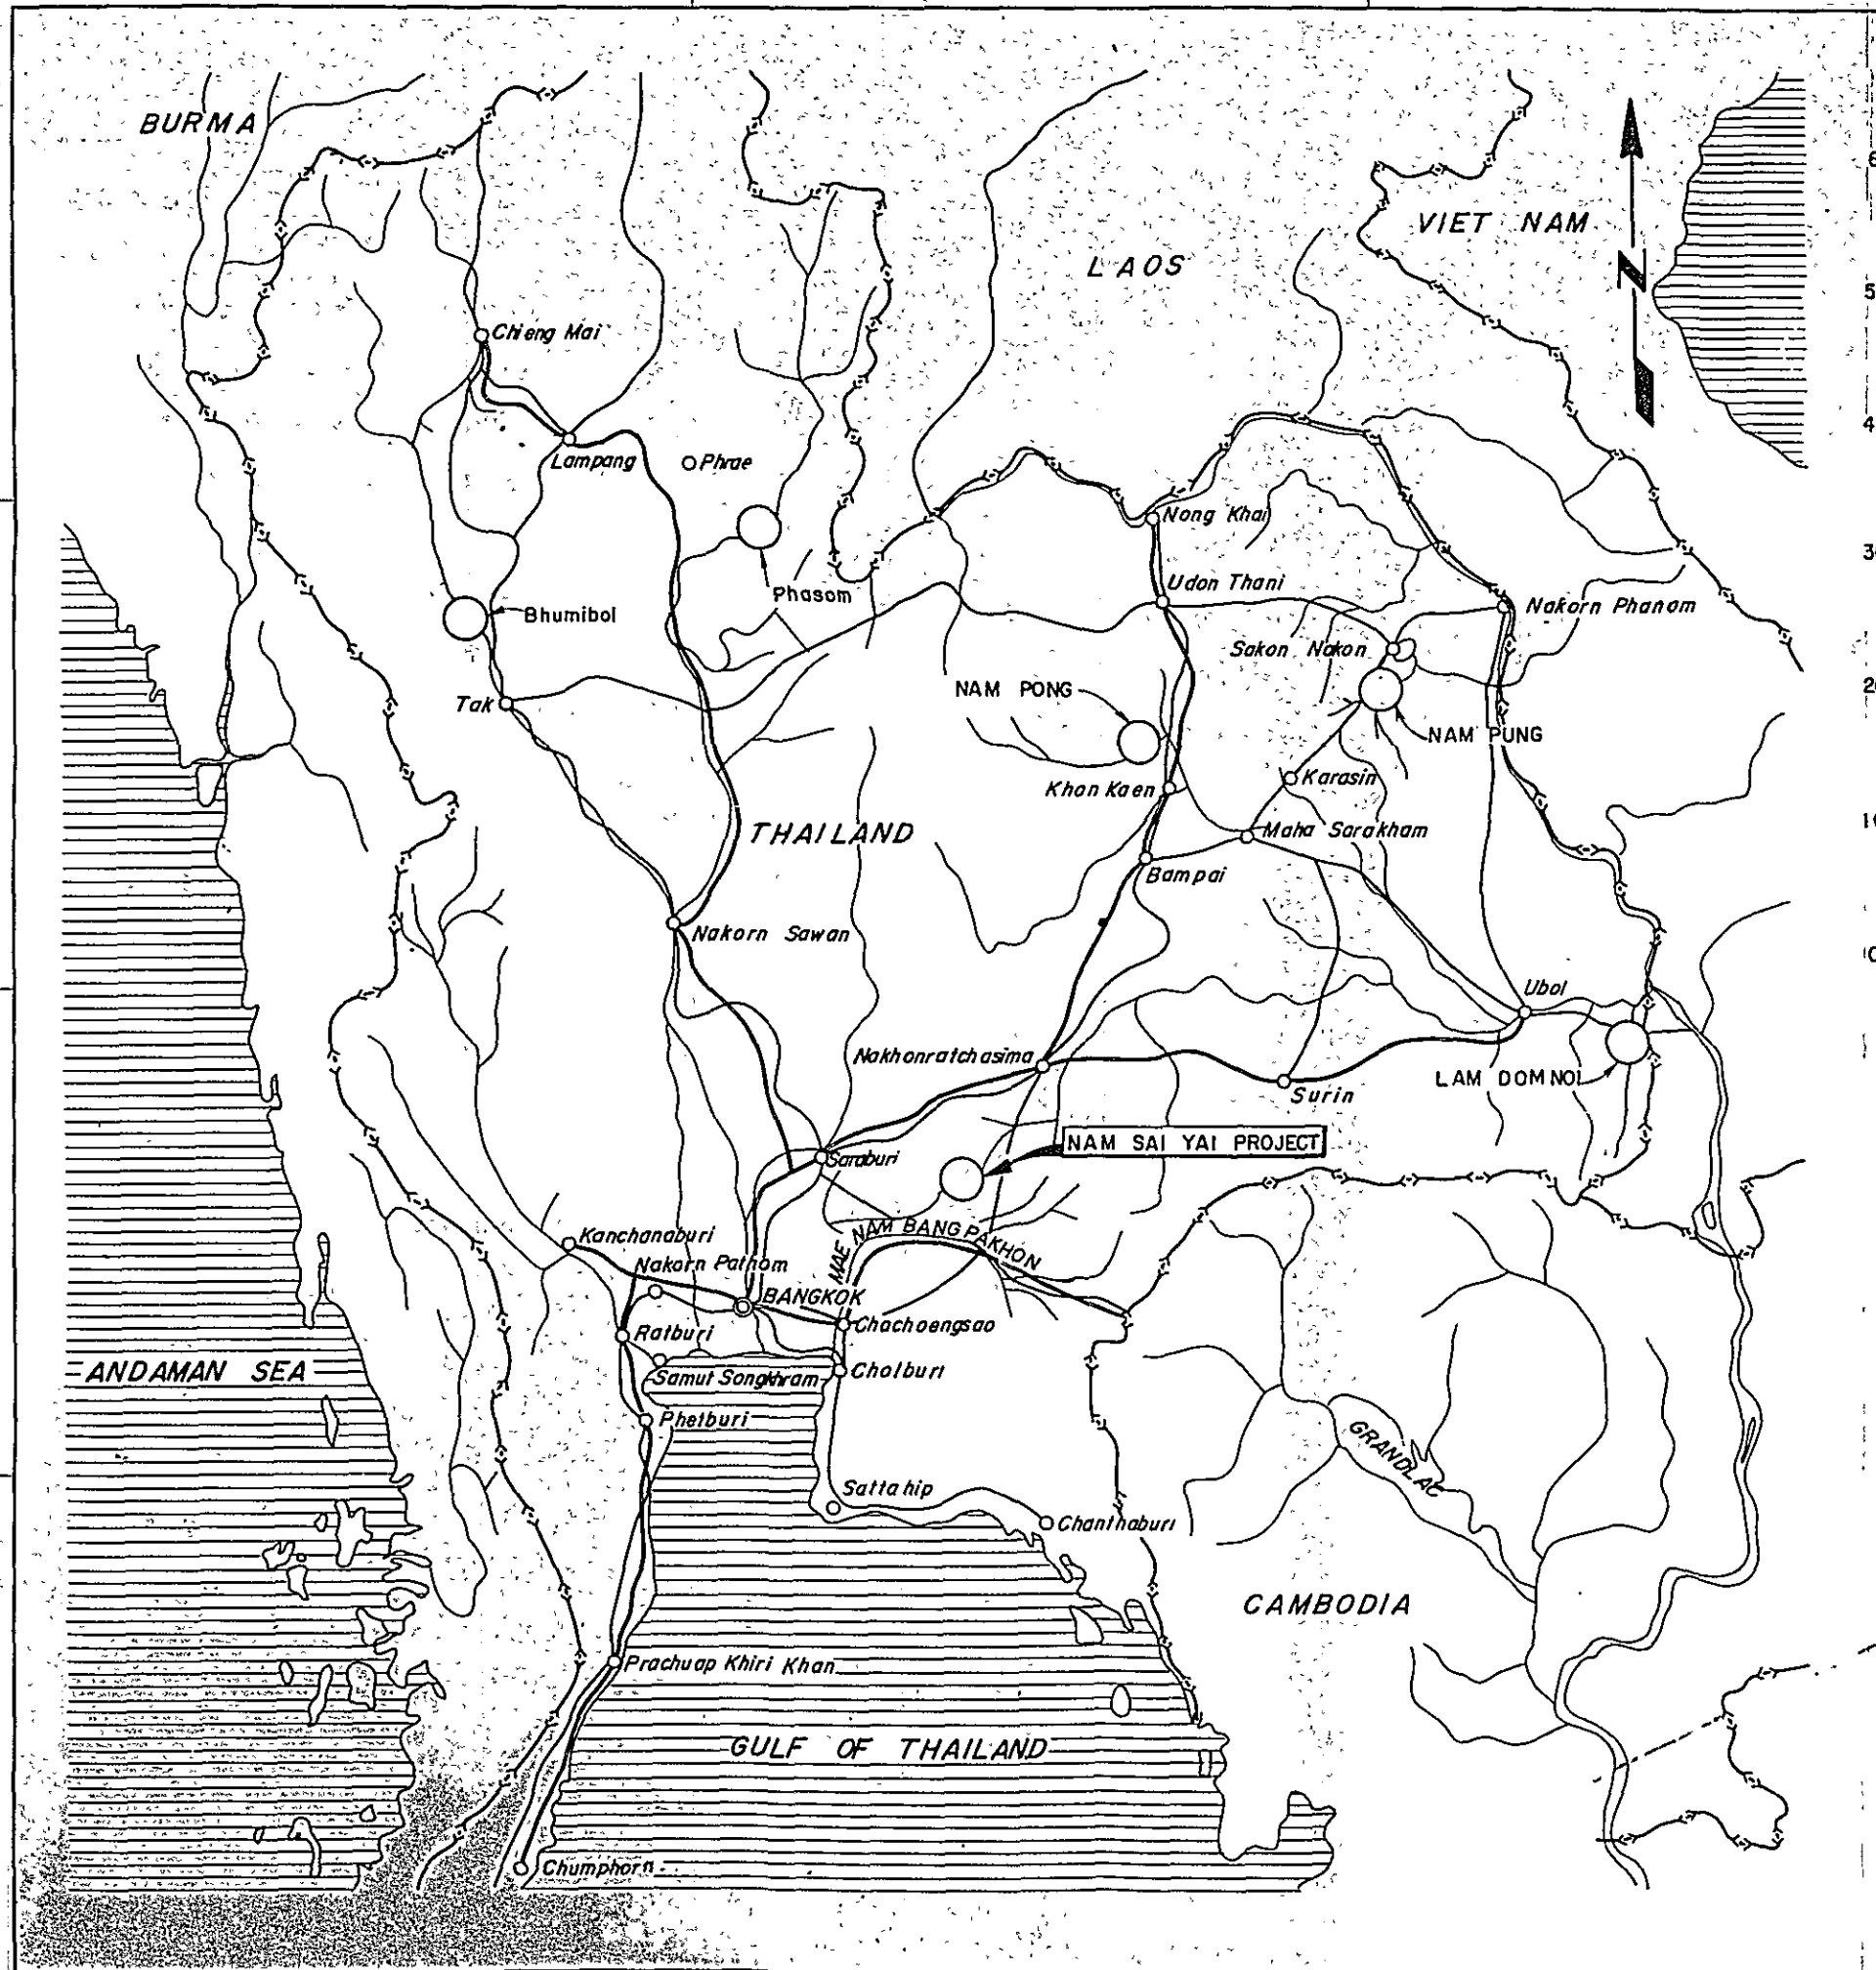 BURMA
VIET NAM
N
LAOS
Chieng Mai
Lampang
Phrae
Nong Khai
Udon Thani
Phasom
Nakorn Phanom
Bhumibol
Sakon Nakon
NAM PONG
Tak
NAM PUNG
Karasin
Khon Kaen
THAILAND
Maha Sarakham
Bampai
Nakorn Sawan
Ubol
Nakhonratchasima
LAM DOM NOI
Surin
NAM SAI YAI PROJECT
Saraburi
MAE NAM BANG PAKHON
Kanchanaburi
Nakorn Pathom
BANGKOK
Chachoengsao
Ratburi
ANDAMAN SEA
Samut Songkhram
Cholburi
Phetburi
GRANDLAC
Sattahip
Chanthaburi
CAMBODIA
Prachuap Khiri Khan
GULF OF THAILAND
Chumphorn